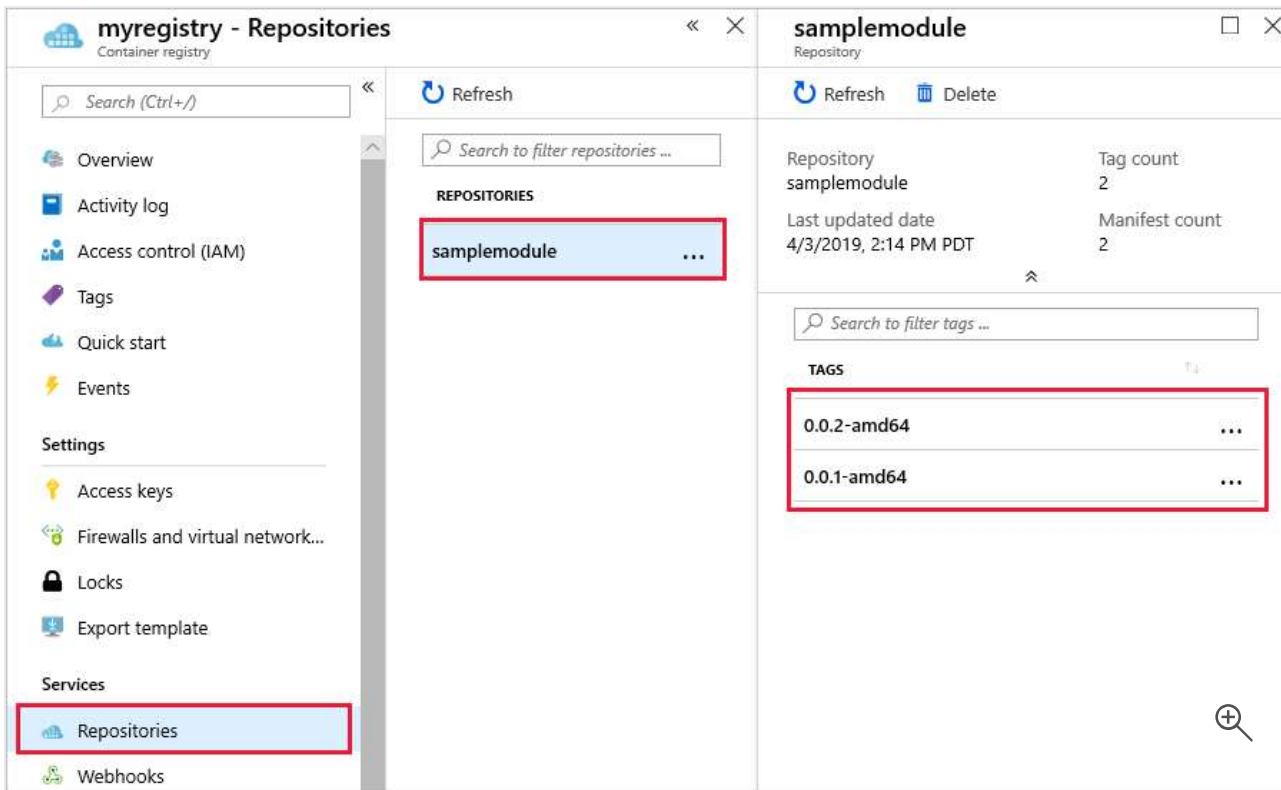 myregistry - Repositories
Container registry
Search (Ctrl+/)
Overview
Activity log
Access control (IAM)
Tags
Quick start
Events
Settings
Access keys
Firewalls and virtual network...
Locks
Export template
Services
Repositories
Webhooks
Refresh
Search to filter repositories ...
REPOSITORIES
samplemodule ...
samplemodule
Repository
Refresh Delete
Repository
samplemodule
Tag count
2
Last updated date
4/3/2019, 2:14 PM PDT
Manifest count
2
Search to filter tags ...
TAGS
0.0.2-amd64 ...
0.0.1-amd64 ...